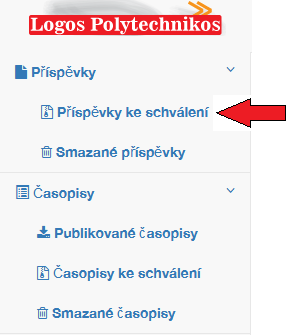 Logos Polytechnikos
Příspěvky
Příspěvky ke schválení
Smazané příspěvky
Časopisy
Publikované časopisy
Časopisy ke schválení
Smazané časopisy